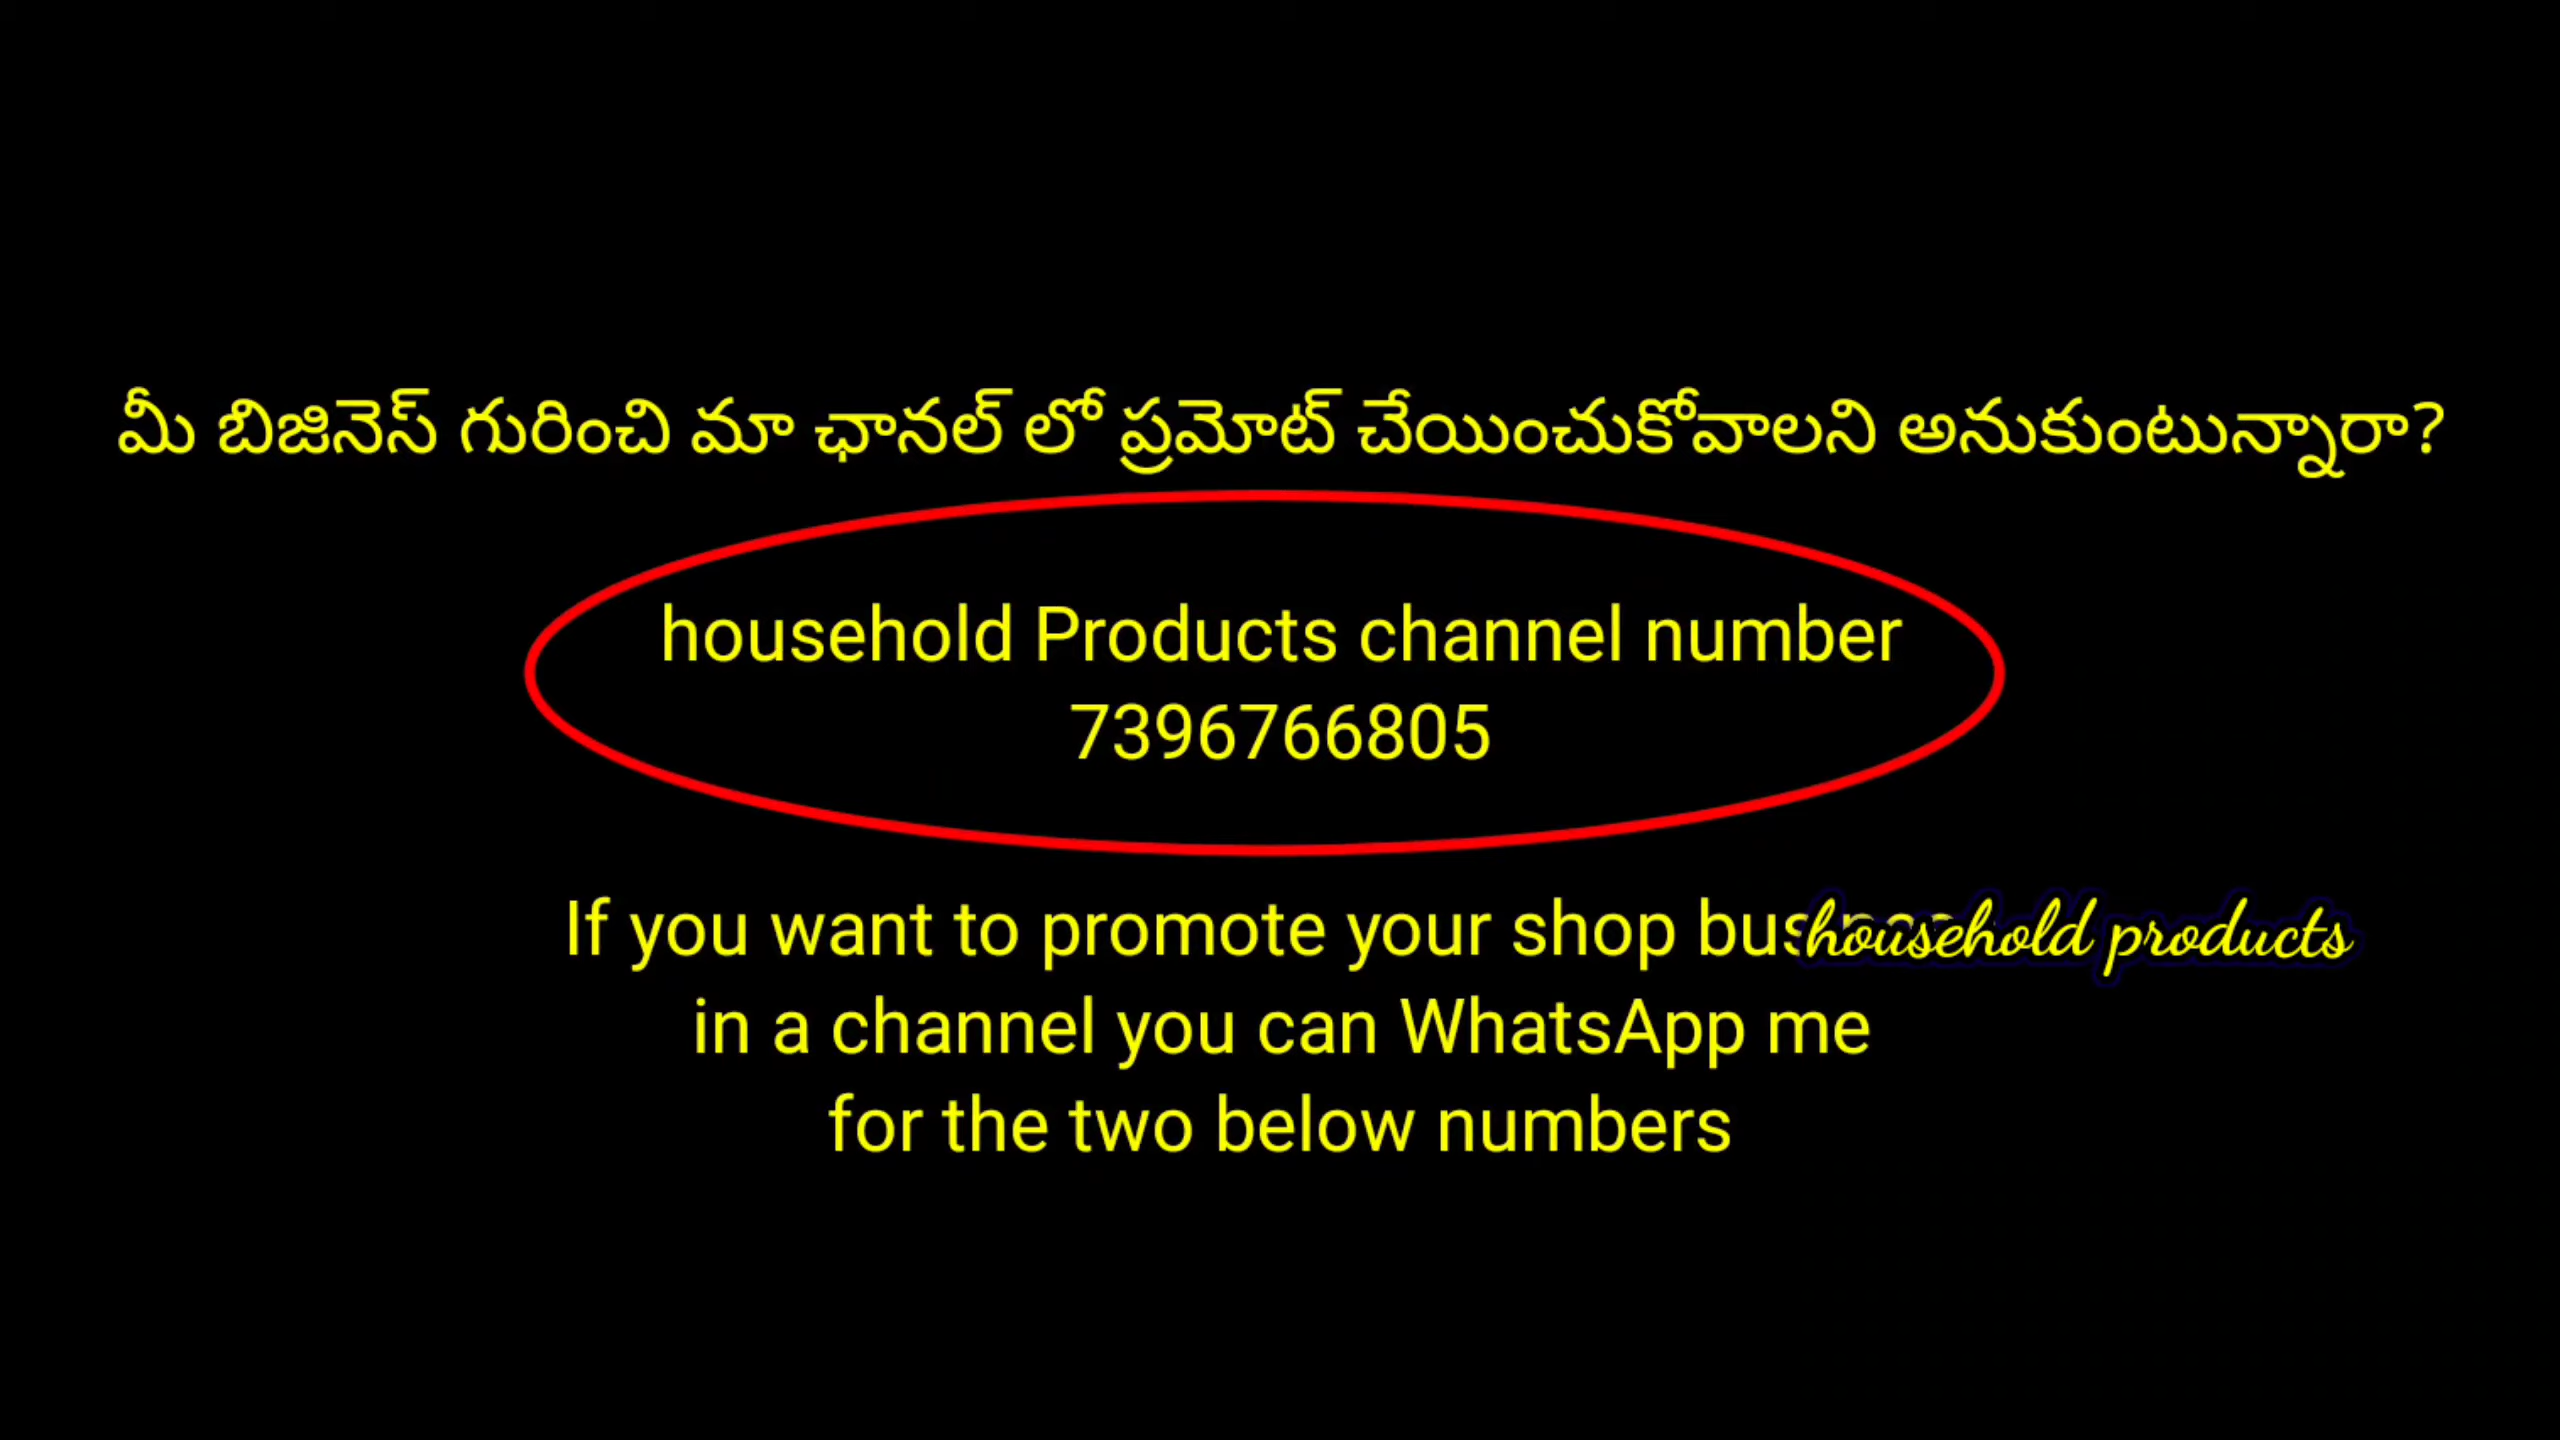 మీ బిజినెస్ గురించి మా ఛానల్ లో ప్రమోట్ చేయించుకోవాలని అనుకుంటున్నారా?
household Products channel number
7396766805
If you want to promote your shop
household products
in a channel you can WhatsApp me
for the two below numbers